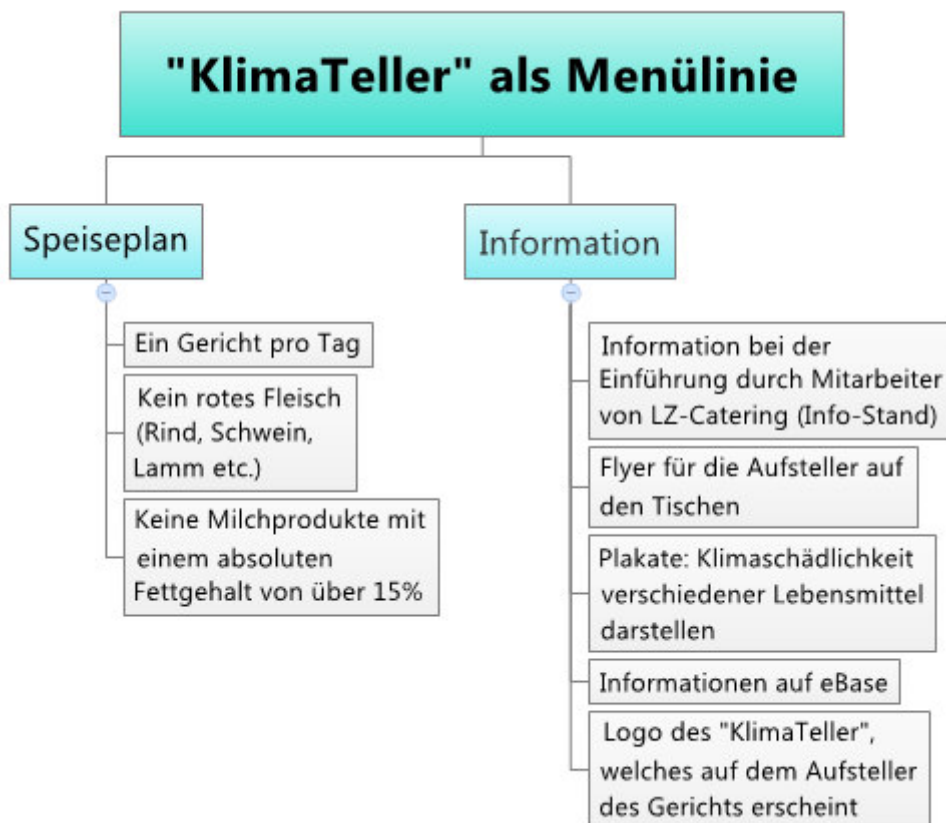 "KlimaTeller" als Menülinie
Speiseplan
Ein Gericht pro Tag
Kein rotes Fleisch
(Rind, Schwein,
Lamm etc.)
Keine Milchprodukte mit
einem absoluten
Fettgehalt von über 15%
Information
Information bei der
Einführung durch Mitarbeiter
von LZ-Catering (Info-Stand)
Flyer für die Aufsteller auf
den Tischen
Plakate: Klimaschädlichkeit
verschiedener Lebensmittel
darstellen
Informationen auf eBase
Logo des "KlimaTeller",
welches auf dem Aufsteller
des Gerichts erscheint